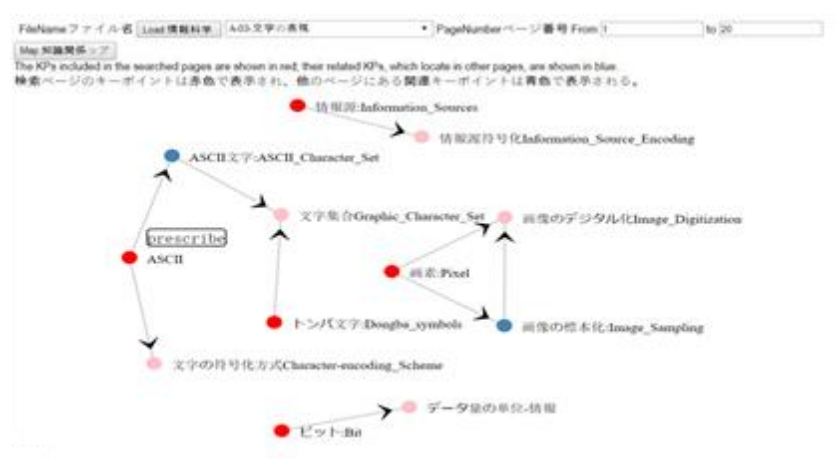 FileNameファイル名 Load 情報科学 A-03-文字の表現 PageNumberページ番号 From 1 to 20
Map 知識関係マップ
The KPs included in the searched pages are shown in red; their related KPs, which locate in other pages, are shown in blue.
検索ページのキーポイントは赤色で表示され、他のページにある関連キーポイントは青色で表示される。
情報源:Information_Sources
情報源符号化Information_Source_Encoding
ASCII文字:ASCII_Character_Set
文字集合Graphic_Character_Set
画像のデジタル化Image_Digitization
prescribe
ASCII
画素:Pixel
トンパ文字:Dongba_symbols
画像の標本化:Image_Sampling
文字の符号化方式Character-encoding_Scheme
データ量の単位-情報
ビット:Bit